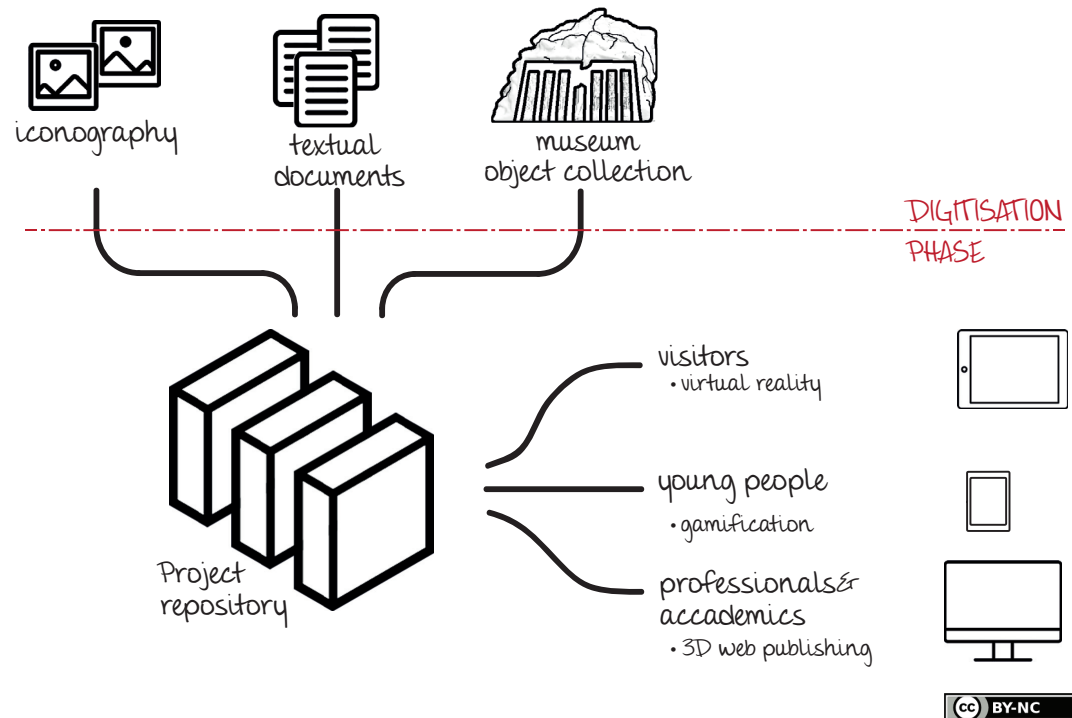 iconography
textual
documents
museum
object collection
DIGITISATION
PHASE
visitors
• virtual reality
young people
• gamification
professionals&
accademics
• 3D web publishing
Project
repository
cc BY-NC